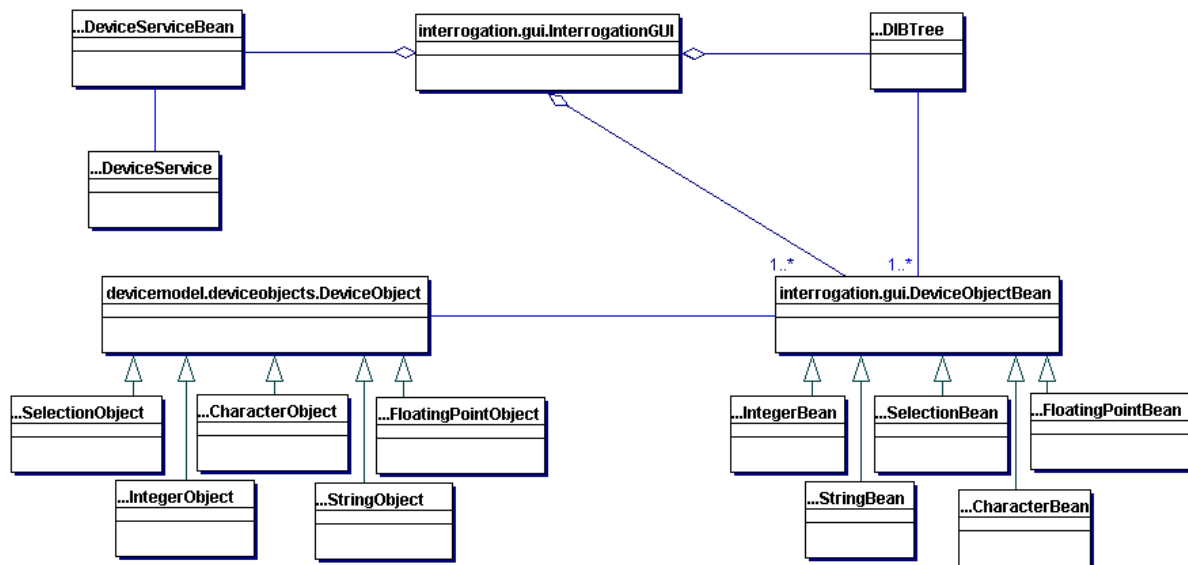 ...DeviceServiceBean
interrogation.gui.InterrogationGUI
...DIBTree
...DeviceService
1..*
1..*
devicemodel.deviceobjects.DeviceObject
interrogation.gui.DeviceObjectBean
...SelectionObject
...CharacterObject
...FloatingPointObject
...IntegerBean
...SelectionBean
...FloatingPointBean
...IntegerObject
...StringObject
...StringBean
...CharacterBean